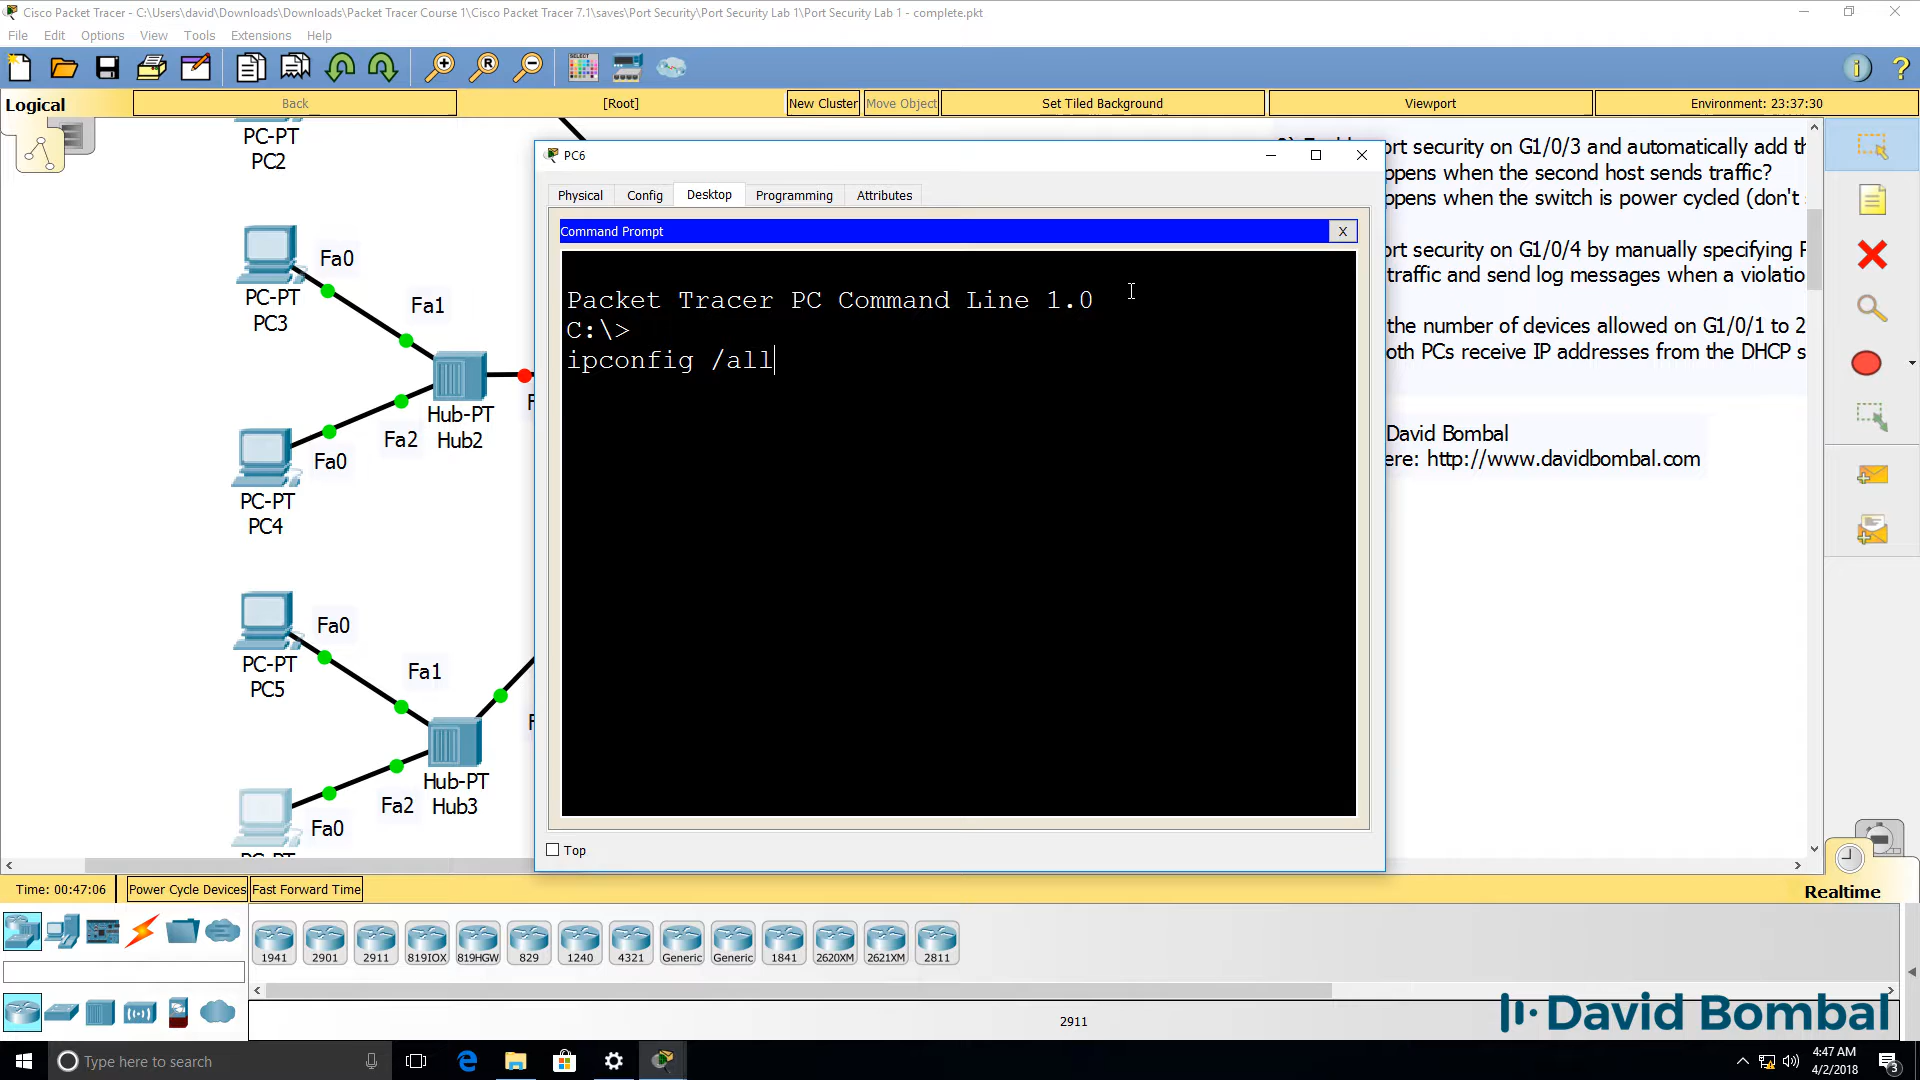 Cisco Packet Tracer - C:\Users\david\Downloads\Downloads\Packet Tracer Course 1\Cisco Packet Tracer 7.1\saves\Port Security\Port Security Lab 1\Port Security Lab 1 - complete.pkt
File Edit Options View Tools Extensions Help
Logical
Back
[Root]
New Cluster
Move Object
Set Tiled Background
Viewport
Environment: 23:37:30
PC-PT
PC2
PC-PT
PC3
Fa0
Fa1
Hub-PT
Hub2
Fa2
Fa0
PC-PT
PC4
PC-PT
PC5
Fa0
Fa1
Hub-PT
Hub3
Fa2
Fa0
PC6
Physical Config Desktop Programming Attributes
Command Prompt
X
Packet Tracer PC Command Line 1.0
C:\>
ipconfig /all
Top
ort security on G1/0/3 and automatically add th
ppens when the second host sends traffic?
ppens when the switch is power cycled (don't
ort security on G1/0/4 by manually specifying
traffic and send log messages when a violatio
the number of devices allowed on G1/0/1 to 2
oth PCs receive IP addresses from the DHCP s
David Bombal
ere: http://www.davidbombal.com
Time: 00:47:06
Power Cycle Devices
Fast Forward Time
Realtime
1941 2901 2911 819IOX 819HGW 829 1240 4321 Generic Generic 1841 2620XM 2621XM 2811
2911
David Bombal
Type here to search
4:47 AM
4/2/2018
3